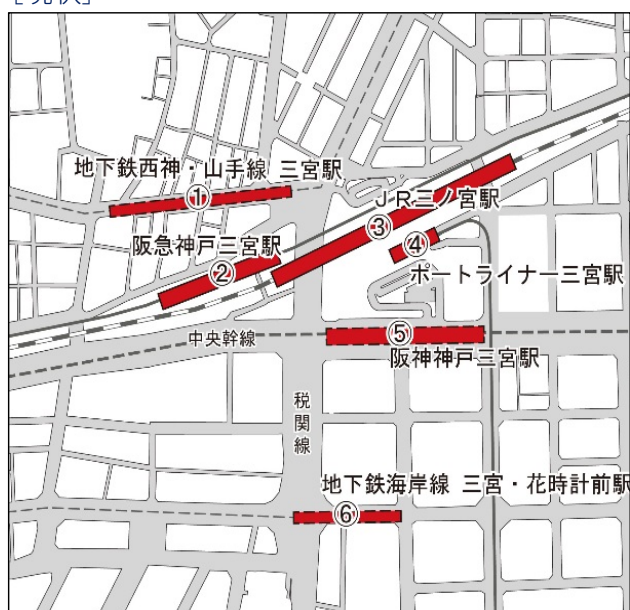 地下鉄西神・山手線 三宮駅
①
JR三ノ宮駅
③
阪急神戸三宮駅
②
④
ポートライナー三宮駅
中央幹線
⑤
阪神神戸三宮駅
税関線
地下鉄海岸線 三宮・花時計前駅
⑥